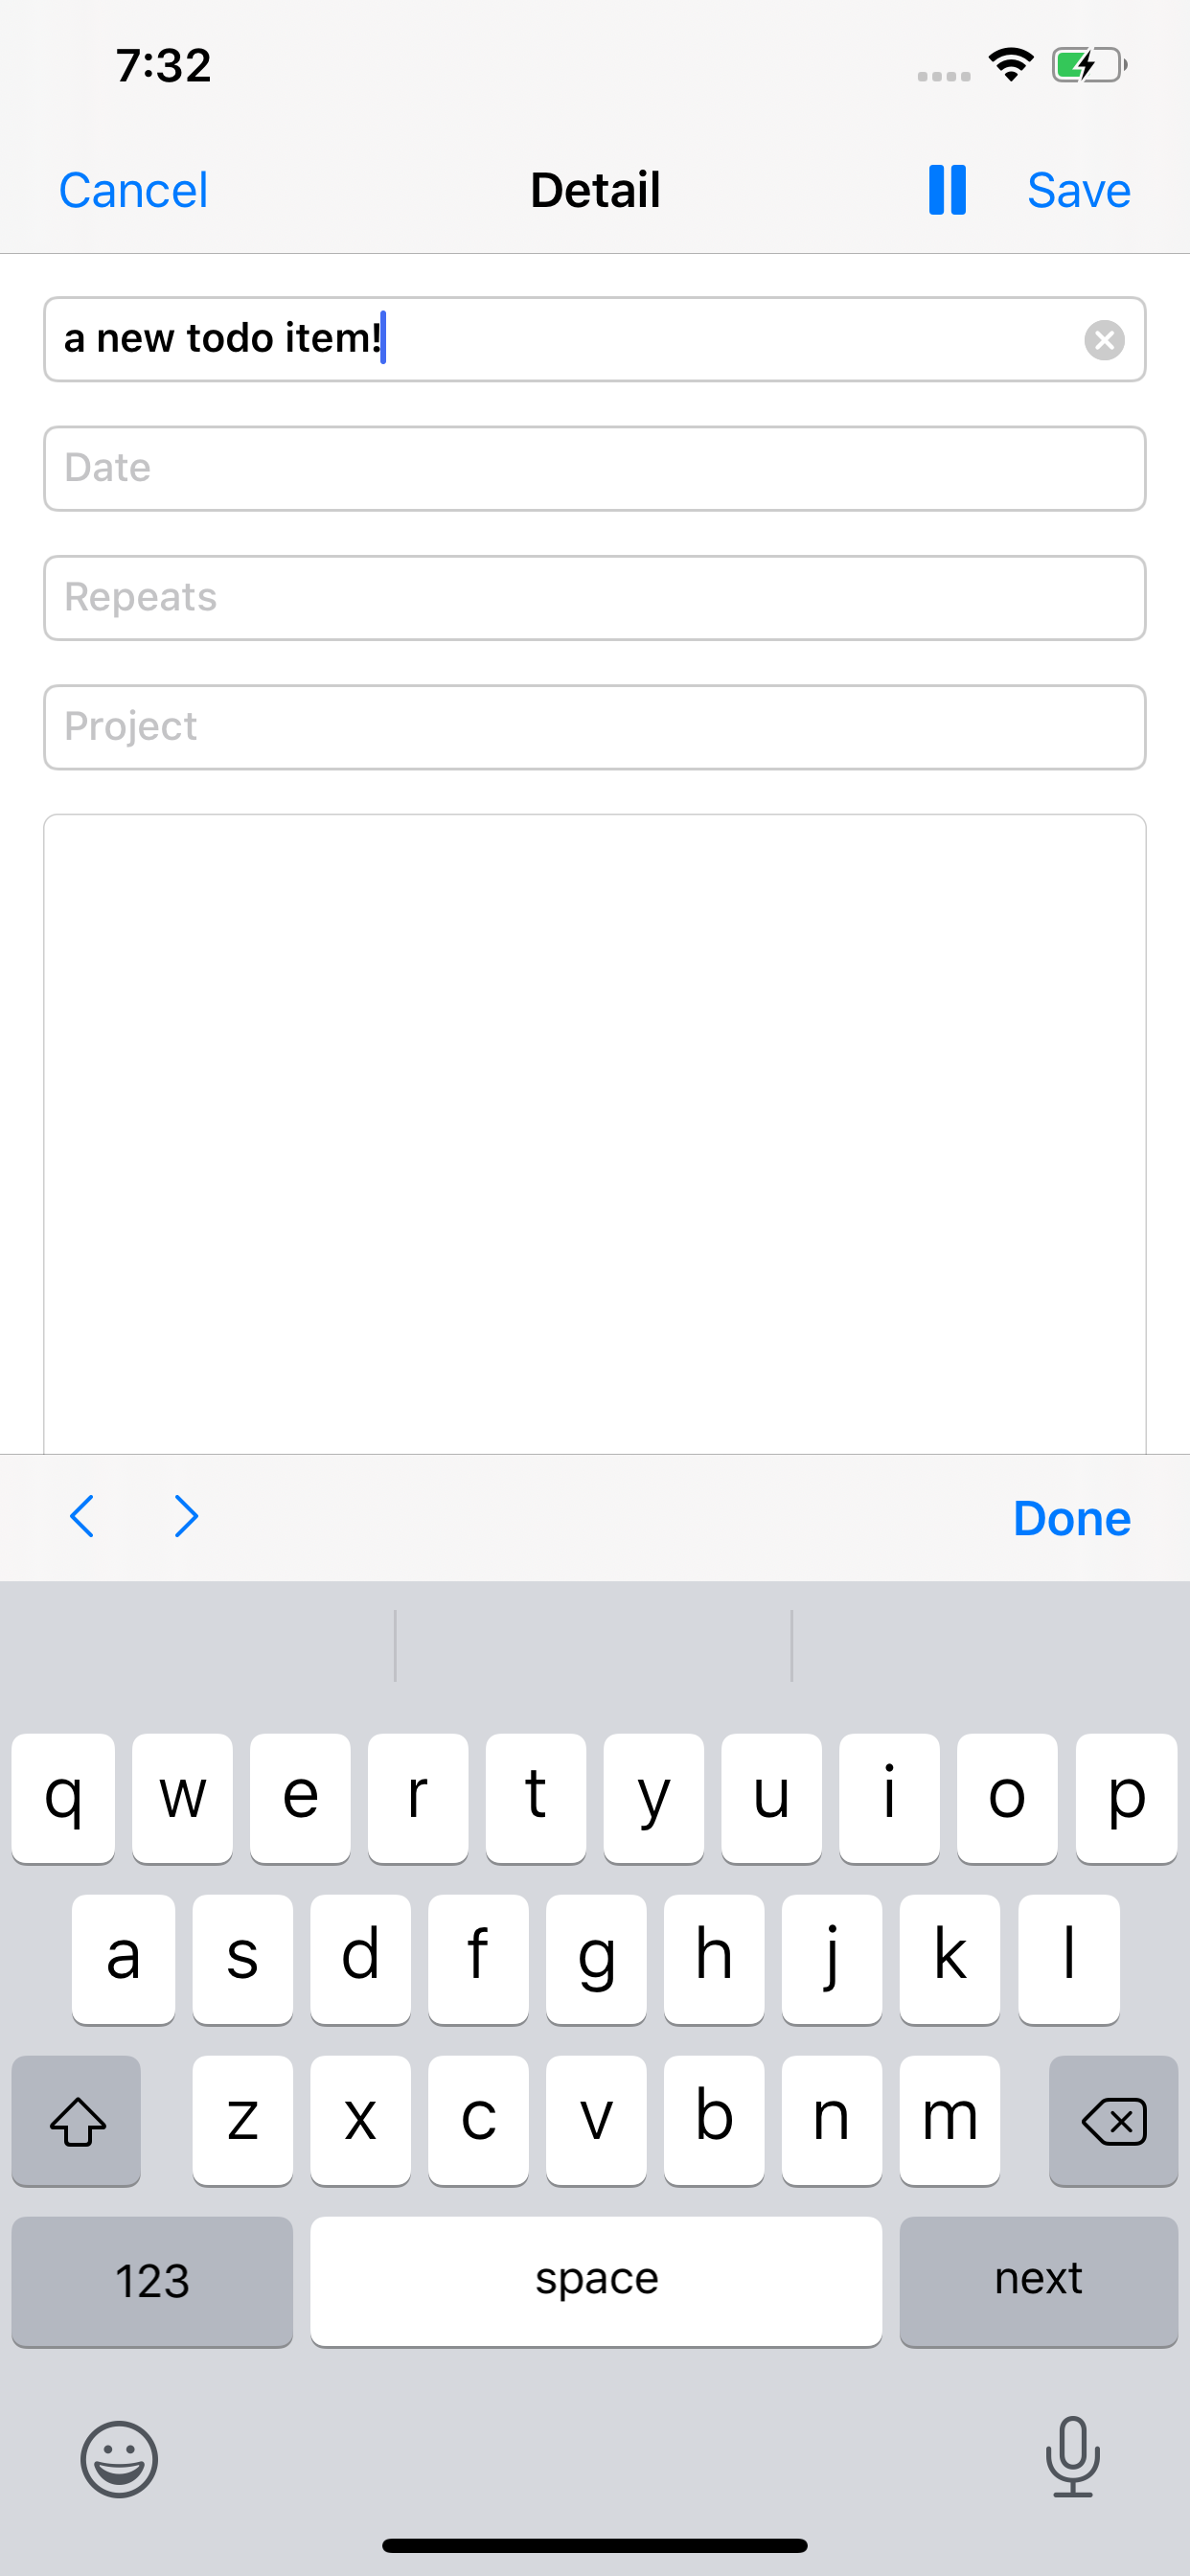 7:32
Cancel Detail Save
a new todo item!
Date
Repeats
Project
Done
q w e r t y u i o p
a s d f g h j k l
z x c v b n m
123 space next